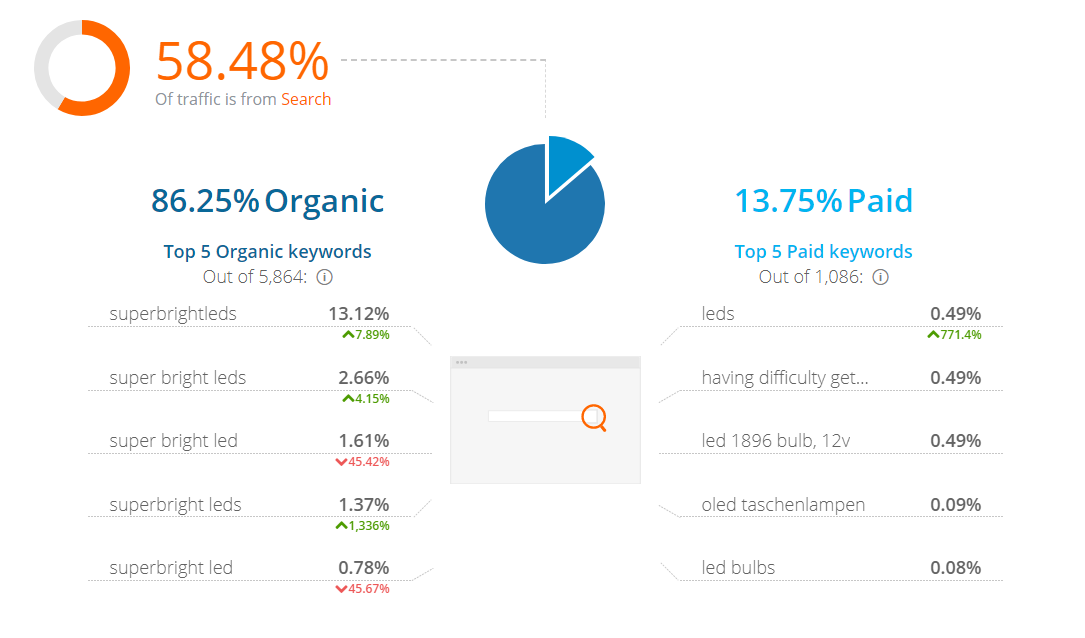 58.48%
Of traffic is from Search
86.25% Organic
Top 5 Organic keywords
Out of 5,864:
superbrightleds 13.12%
7.89%
super bright leds 2.66%
4.15%
super bright led 1.61%
45.42%
superbright leds 1.37%
1,336%
superbright led 0.78%
45.67%
13.75% Paid
Top 5 Paid keywords
Out of 1,086:
leds 0.49%
771.4%
having difficulty get... 0.49%
led 1896 bulb, 12v 0.49%
oled taschenlampen 0.09%
led bulbs 0.08%